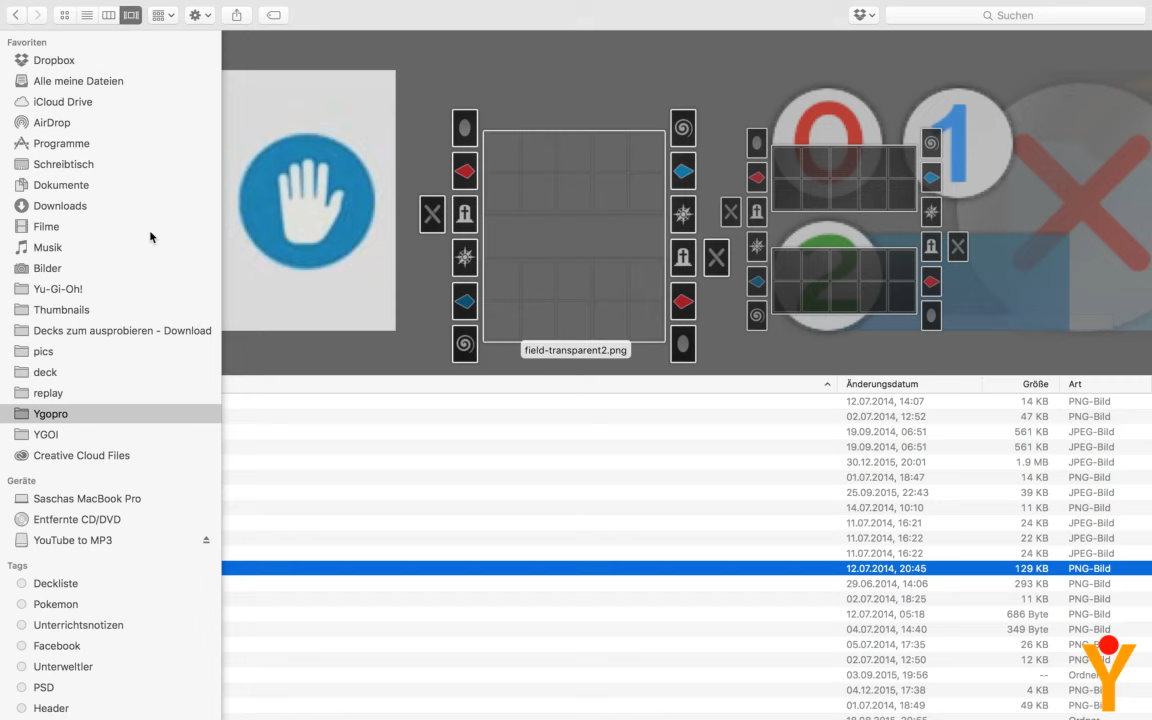 Suchen
Favoriten
Dropbox
Alle meine Dateien
iCloud Drive
AirDrop
Programme
Schreibtisch
Dokumente
Downloads
Filme
Musik
Bilder
Yu-Gi-Oh!
Thumbnails
Decks zum ausprobieren - Download
pics
deck
replay
Ygopro
YGOI
Creative Cloud Files
Geräte
Saschas MacBook Pro
Entfernte CD/DVD
YouTube to MP3
Tags
Deckliste
Pokemon
Unterrichtsnotizen
Facebook
Unterweltler
PSD
Header
0
1
2
field-transparent2.png
Änderungsdatum Größe Art
12.07.2014, 14:07 14 KB PNG-Bild
02.07.2014, 12:52 47 KB PNG-Bild
19.09.2014, 06:51 561 KB JPEG-Bild
19.09.2014, 06:51 561 KB JPEG-Bild
30.12.2015, 20:01 1.9 MB JPEG-Bild
01.07.2014, 18:47 14 KB PNG-Bild
25.09.2015, 22:43 39 KB JPEG-Bild
14.07.2014, 10:10 11 KB PNG-Bild
11.07.2014, 16:21 24 KB JPEG-Bild
11.07.2014, 16:22 22 KB JPEG-Bild
11.07.2014, 16:22 24 KB JPEG-Bild
12.07.2014, 20:45 129 KB PNG-Bild
29.06.2014, 14:06 293 KB PNG-Bild
02.07.2014, 18:25 11 KB PNG-Bild
12.07.2014, 05:18 686 Byte PNG-Bild
04.07.2014, 14:40 349 Byte PNG-Bild
05.07.2014, 17:35 26 KB PNG-Bild
02.07.2014, 12:50 12 KB PNG
03.09.2015, 19:56 -- Ordne
04.12.2015, 17:38 4 KB PNG-B
01.07.2014, 18:49 49 KB PNG-B
Y